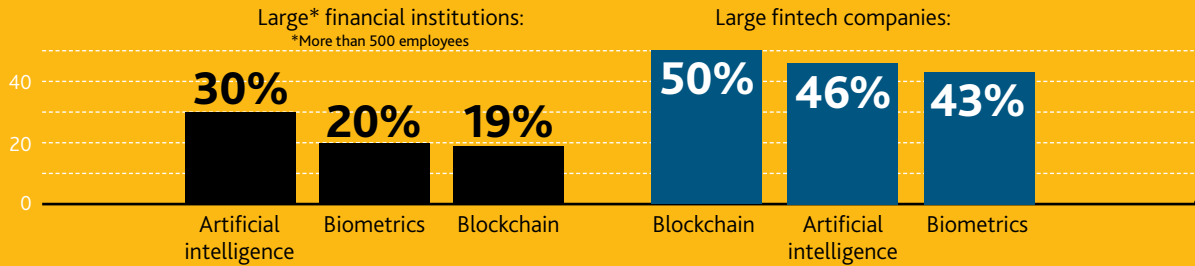 Large* financial institutions:
*More than 500 employees
Large fintech companies:
40
20
0
30%
20%
19%
50%
46%
43%
Artificial
intelligence
Biometrics
Blockchain
Blockchain
Artificial
intelligence
Biometrics